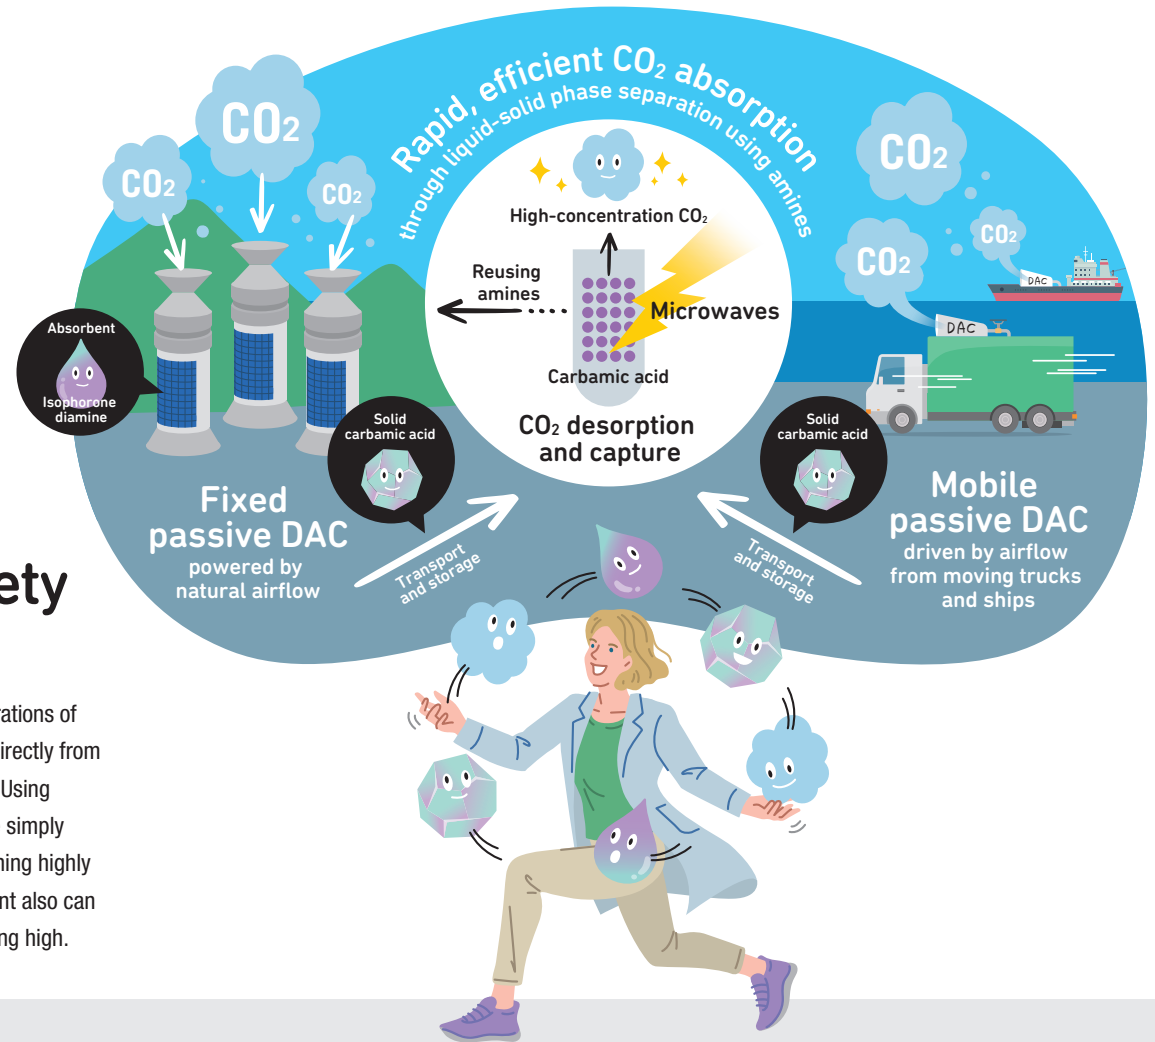 Rapid, efficient CO2 absorption
through liquid-solid phase separation using amines
CO2
CO2
CO2
High-concentration CO2
Reusing
amines
Microwaves
Carbamic acid
CO2 desorption
and capture
CO2
CO2
CO2
DAC
DAC
Absorbent
Isophorone
diamine
Solid
carbamic acid
Solid
carbamic acid
Fixed
passive DAC
powered by
natural airflow
Transport
and storage
Transport
and storage
Mobile
passive DAC
driven by airflow
from moving trucks
and ships
ety
rations of
irectly from
Using
simply
ning highly
nt also can
ng high.